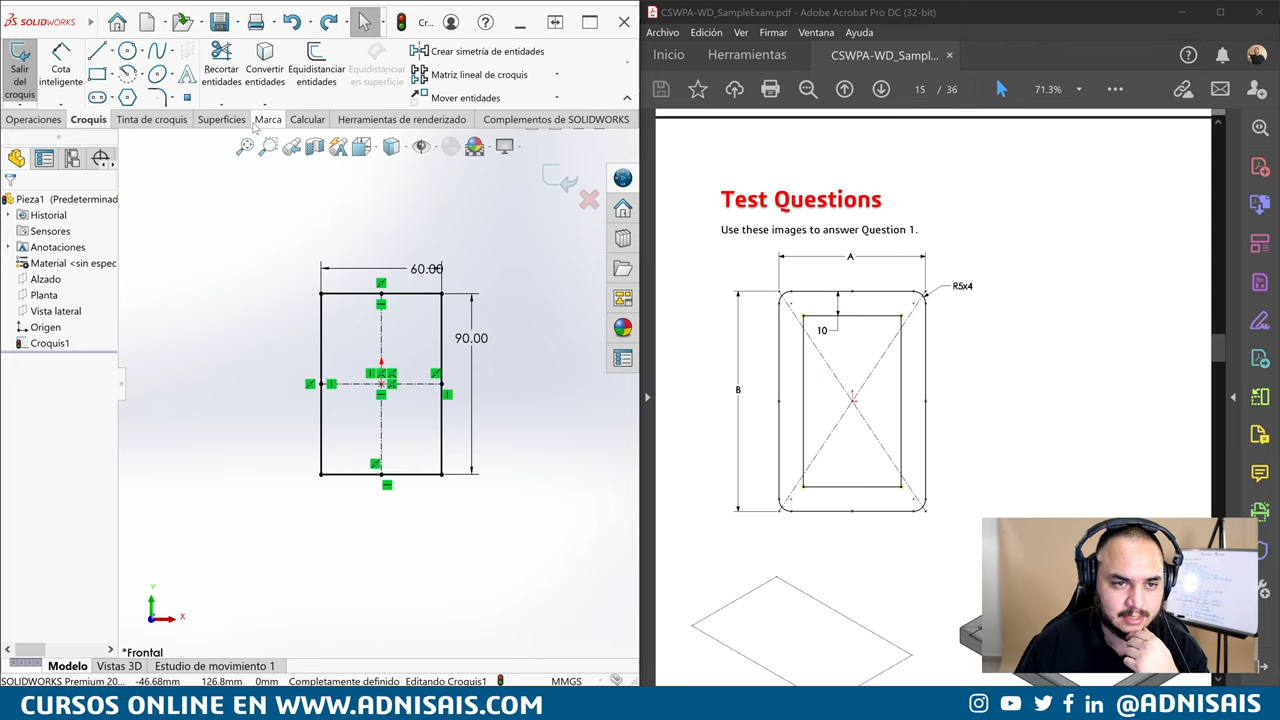 SOLIDWORKS
Cr...
Salir del croquis
Cota inteligente
Recortar entidades
Convertir entidades
Equidistanciar entidades
Equidistanciar en superficie
Crear simetría de entidades
Matriz lineal de croquis
Mover entidades
Operaciones
Croquis
Tinta de croquis
Superficies
Marca
Calcular
Herramientas de renderizado
Complementos de SOLIDWORKS
Pieza1 (Predeterminad
Historial
Sensores
Anotaciones
Material <sin espec
Alzado
Planta
Vista lateral
Origen
Croquis1
60.00
90.00
Y
X
*Frontal
Modelo
Vistas 3D
Estudio de movimiento 1
SOLIDWORKS Premium 20...
-46.68mm
126.8mm
0mm
Completamente definido
Editando Croquis1
MMGS
CSWPA-WD_SampleExam.pdf - Adobe Acrobat Pro DC (32-bit)
Archivo
Edición
Ver
Firmar
Ventana
Ayuda
Inicio
Herramientas
CSWPA-WD_Sampl...
15 / 36
71.3%
Test Questions
Use these images to answer Question 1.
A
R5x4
10
B
CURSOS ONLINE EN WWW.ADNISAIS.COM
@ADNISAIS